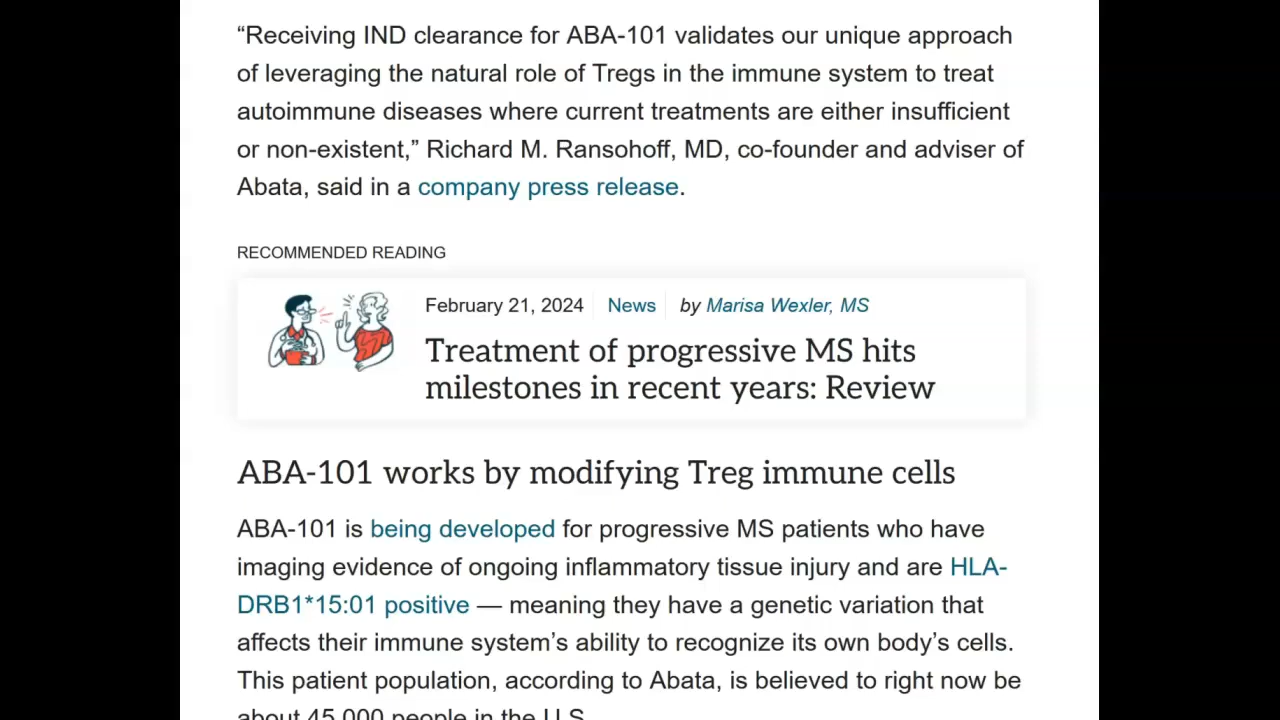 “Receiving IND clearance for ABA-101 validates our unique approach
of leveraging the natural role of Tregs in the immune system to treat
autoimmune diseases where current treatments are either insufficient
or non-existent,” Richard M. Ransohoff, MD, co-founder and adviser of
Abata, said in a company press release.
RECOMMENDED READING
February 21, 2024 News by Marisa Wexler, MS
Treatment of progressive MS hits
milestones in recent years: Review
ABA-101 works by modifying Treg immune cells
ABA-101 is being developed for progressive MS patients who have
imaging evidence of ongoing inflammatory tissue injury and are HLA-
DRB1*15:01 positive — meaning they have a genetic variation that
affects their immune system’s ability to recognize its own body’s cells.
This patient population, according to Abata, is believed to right now be
about 45,000 people in the U.S.